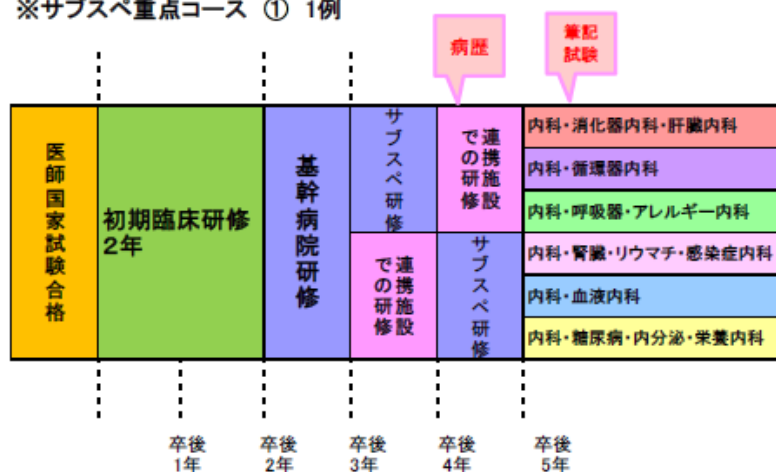 ※サブスペ重点コース ① 1例
病歴
筆記
試験
医師国家試験合格
初期臨床研修
2年
基幹病院研修
サブスペ研修
連携施設
での研修
連携施設
での研修
サブスペ研修
内科・消化器内科・肝臓内科
内科・循環器内科
内科・呼吸器・アレルギー内科
内科・腎臓・リウマチ・感染症内科
内科・血液内科
内科・糖尿病・内分泌・栄養内科
卒後
1年
卒後
2年
卒後
3年
卒後
4年
卒後
5年